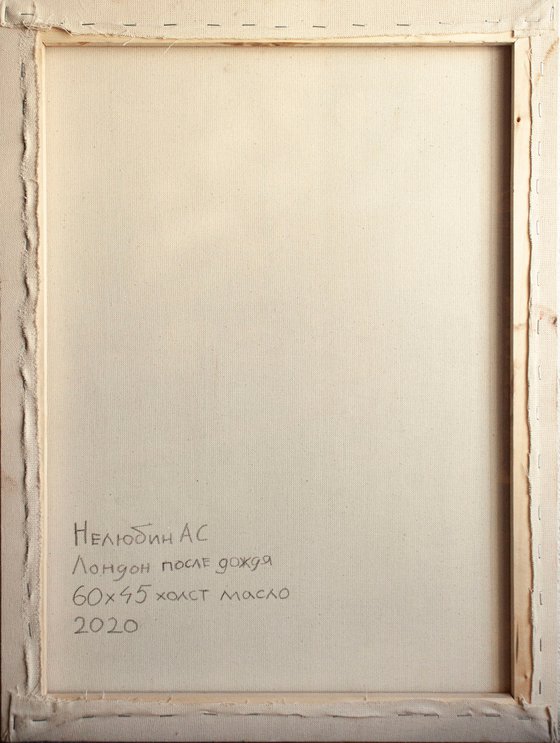 Нелюбин АС
Лондон после дождя
60х45 холст масло
2020